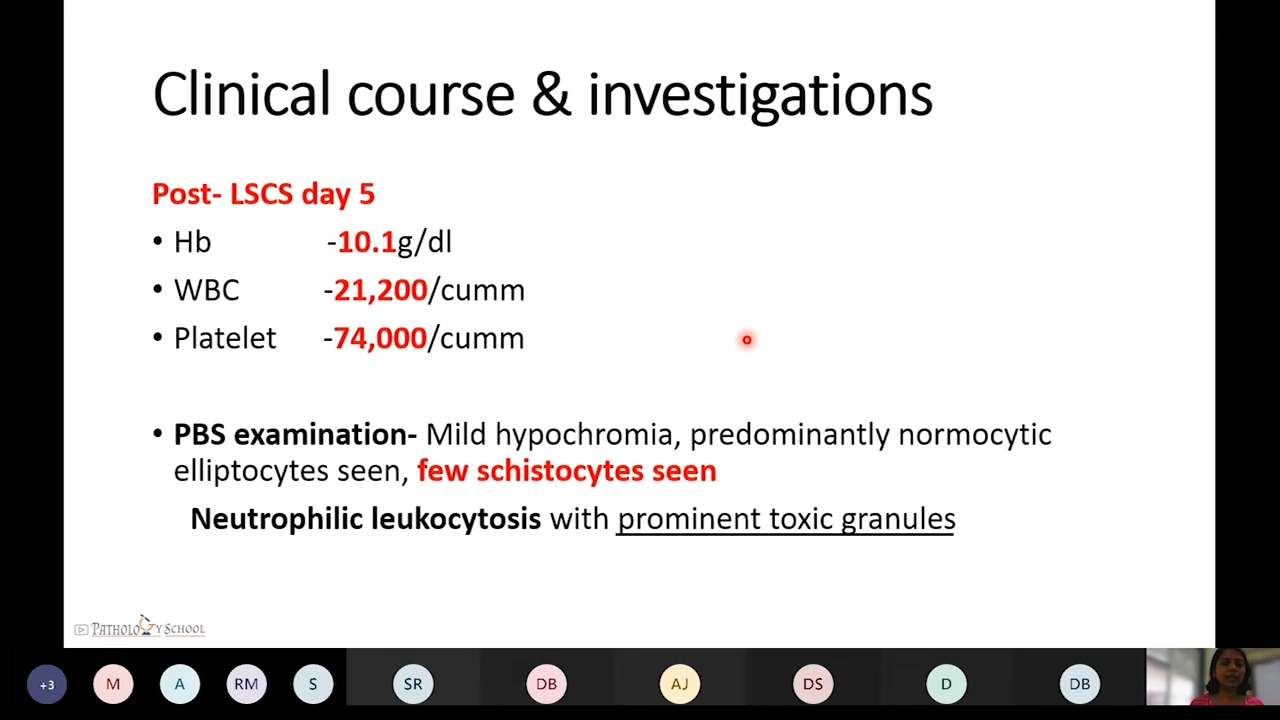 Clinical course & investigations
Post- LSCS day 5
• Hb -10.1g/dl
• WBC -21,200/cumm
• Platelet -74,000/cumm
• PBS examination- Mild hypochromia, predominantly normocytic
elliptocytes seen, few schistocytes seen
Neutrophilic leukocytosis with prominent toxic granules
PATHOLOGY SCHOOL
+3 M A RM S SR DB AJ DS D DB